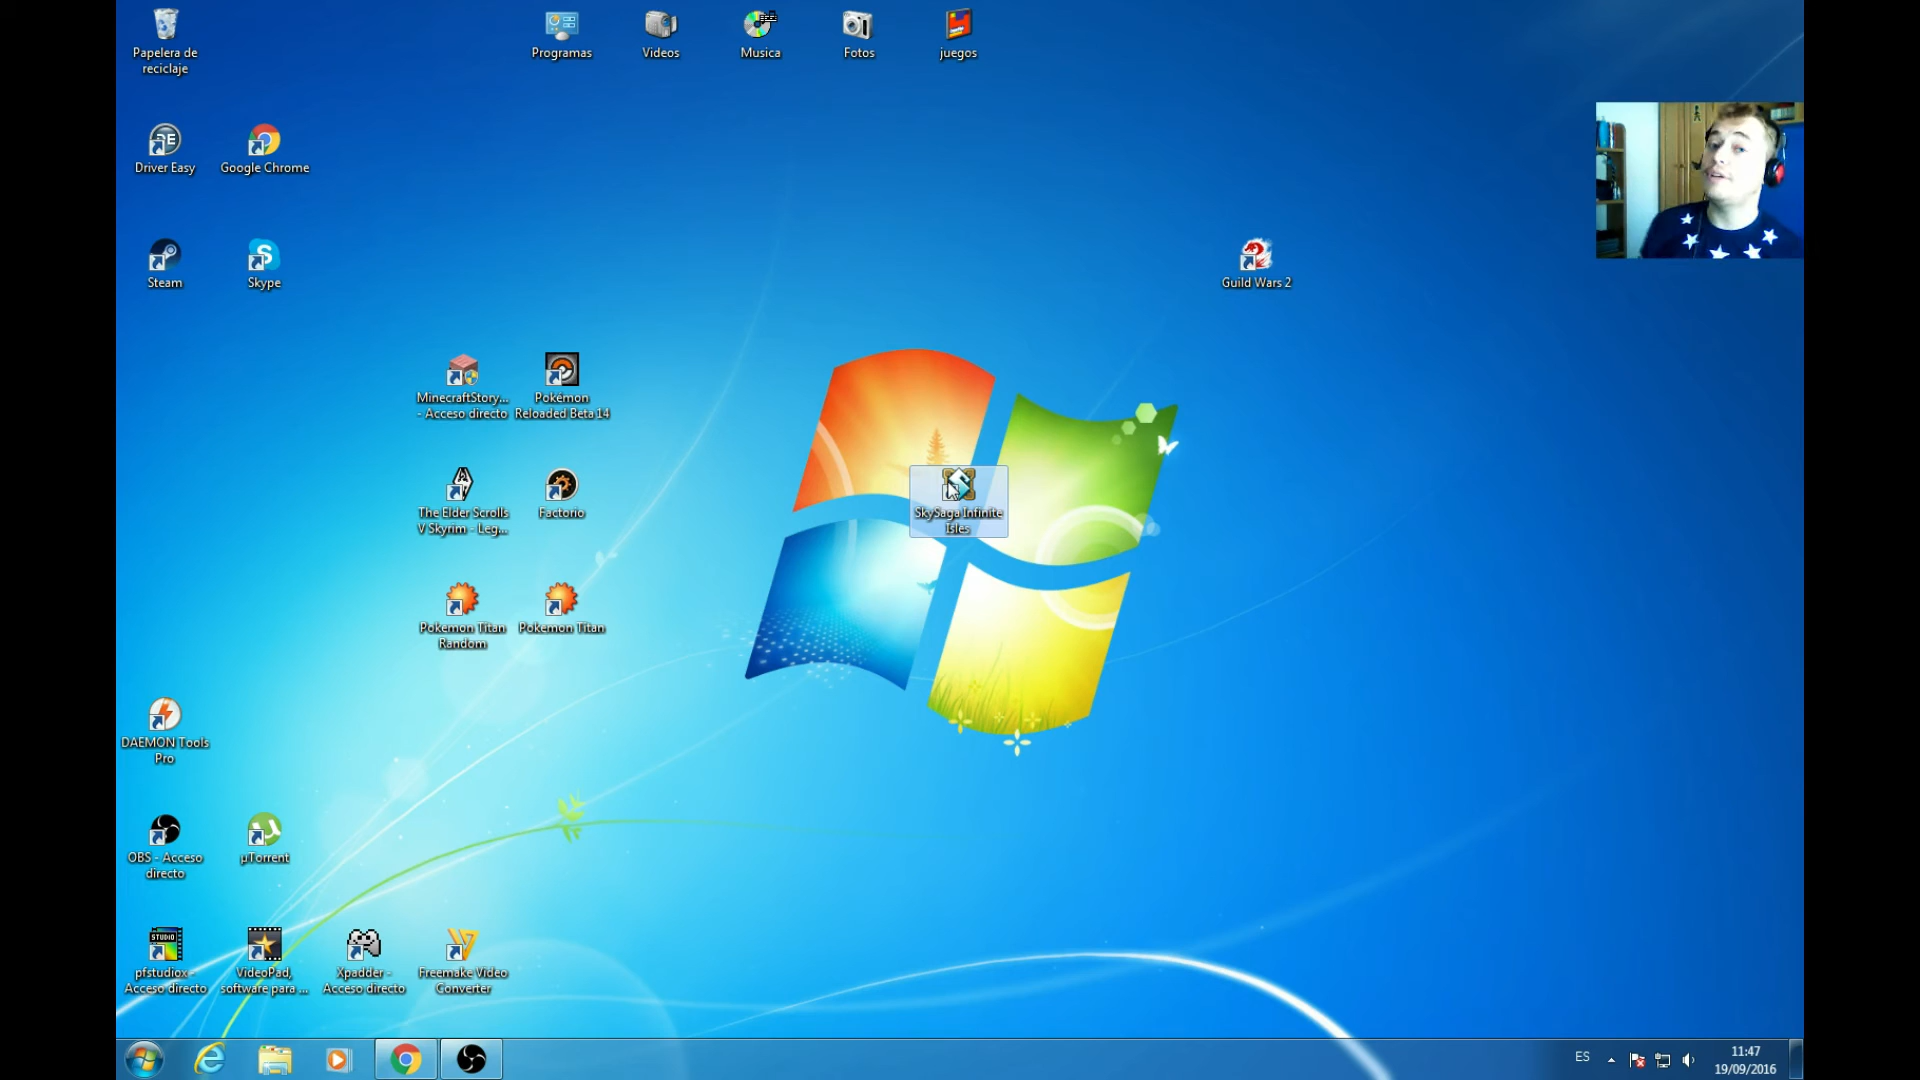 Papelera de
reciclaje
Programas
Videos
Musica
Fotos
juegos
Driver Easy
Google Chrome
Steam
Skype
Guild Wars 2
MinecraftStory...
- Acceso directo
Pokémon
Reloaded Beta 14
The Elder Scrolls
V Skyrim - Leg...
Factorio
SkySaga Infinite
Isles
Pokemon Titan
Random
Pokemon Titan
DAEMON Tools
Pro
OBS - Acceso
directo
µTorrent
STUDIO
pfstudiox -
Acceso directo
VideoPad,
software para ...
Xpadder -
Acceso directo
Freemake Video
Converter
ES
11:47
19/09/2016